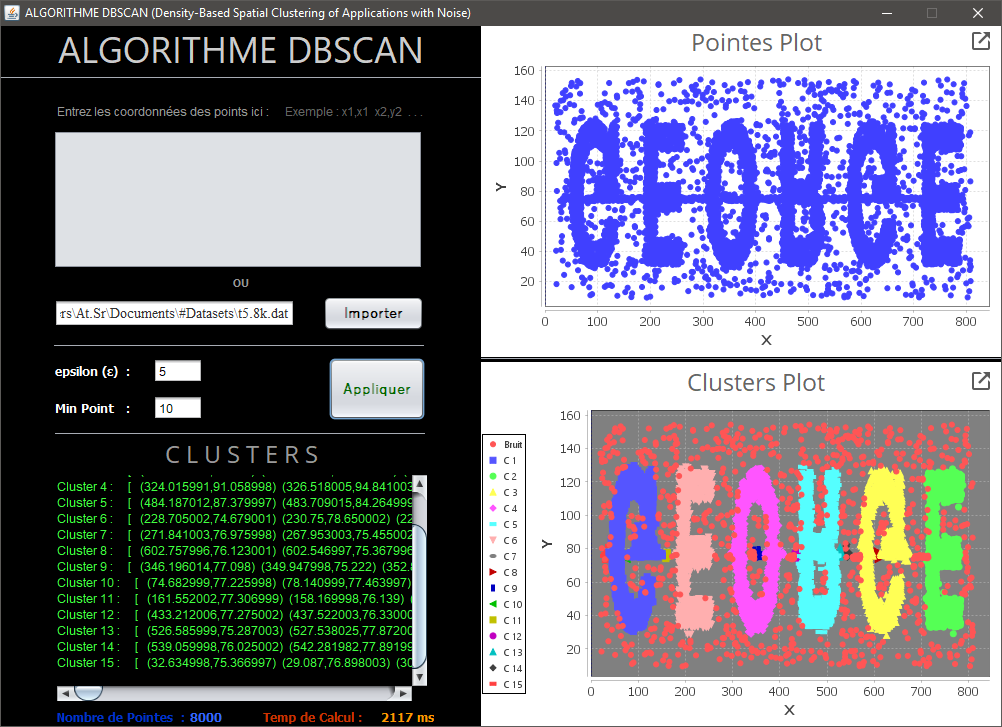 ALGORITHME DBSCAN (Density-Based Spatial Clustering of Applications with Noise)
ALGORITHME DBSCAN
Entrez les coordonnées des points ici : Exemple : x1,x1 x2,y2 . . .
OU
ers\At.Sr\Documents\#Datasets\t5.8k.dat
Importer
epsilon (ε) : 5
Min Point : 10
Appliquer
CLUSTERS
Cluster 4 : [ (324.015991,91.058998) (326.518005,94.841003
Cluster 5 : [ (484.187012,87.379997) (483.709015,84.264999
Cluster 6 : [ (228.705002,74.679001) (230.75,78.650002) (22
Cluster 7 : [ (271.841003,76.975998) (267.953003,75.455002
Cluster 8 : [ (602.757996,76.123001) (602.546997,75.367996
Cluster 9 : [ (346.196014,77.098) (349.947998,75.222) (352.8
Cluster 10 : [ (74.682999,77.225998) (78.140999,77.463997)
Cluster 11 : [ (161.552002,77.306999) (158.169998,76.139) (
Cluster 12 : [ (433.212006,77.275002) (437.522003,76.33000
Cluster 13 : [ (526.585999,75.287003) (527.538025,77.87200
Cluster 14 : [ (539.059998,76.025002) (542.281982,77.89199
Cluster 15 : [ (32.634998,75.366997) (29.087,76.898003) (30
Nombre de Pointes : 8000 Temp de Calcul : 2117 ms
Pointes Plot
160
140
120
100
80
60
40
20
Y
0 100 200 300 400 500 600 700 800
X
Clusters Plot
Bruit
C 1
C 2
C 3
C 4
C 5
C 6
C 7
C 8
C 9
C 10
C 11
C 12
C 13
C 14
C 15
160
140
120
100
80
60
40
20
Y
0 100 200 300 400 500 600 700 800
X